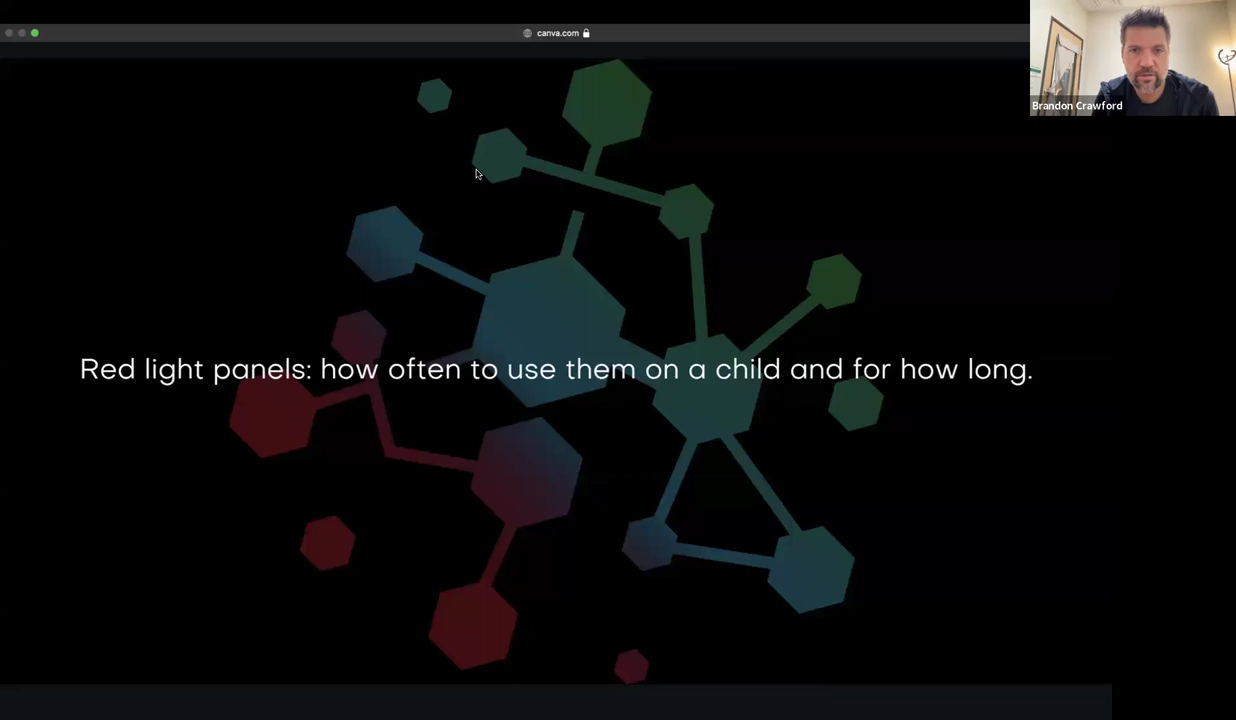 canva.com
Brandon Crawford
Red light panels: how often to use them on a child and for how long.